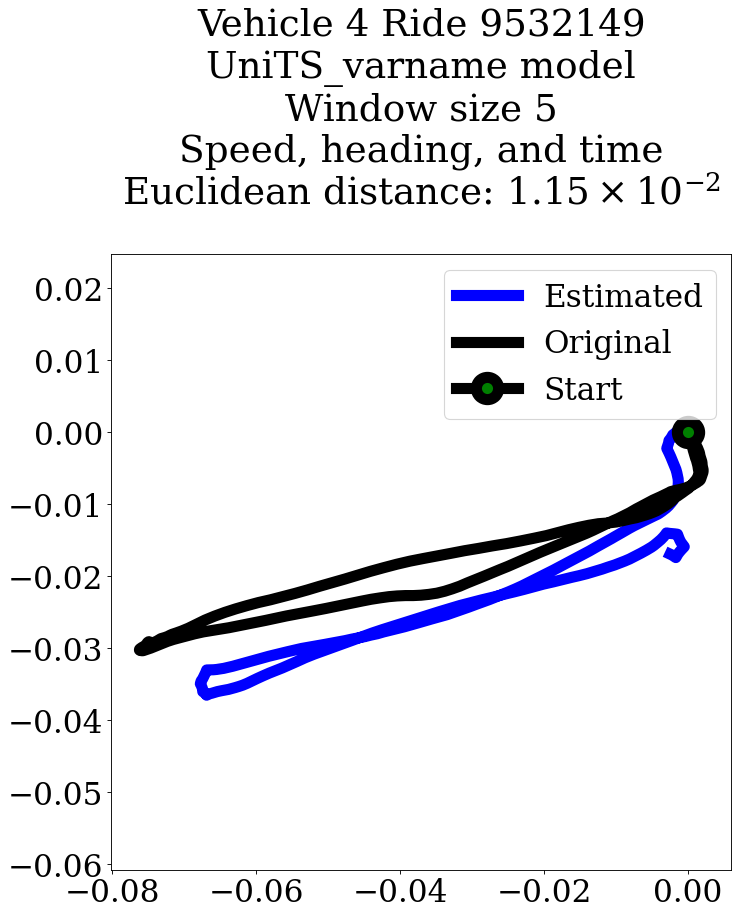 Vehicle 4 Ride 9532149
UniTS_varname model
Window size 5
Speed, heading, and time
Euclidean distance: 1.15 × 10⁻²
Estimated
Original
Start
0.02
0.01
0.00
−0.01
−0.02
−0.03
−0.04
−0.05
−0.06
−0.08 −0.06 −0.04 −0.02 0.00